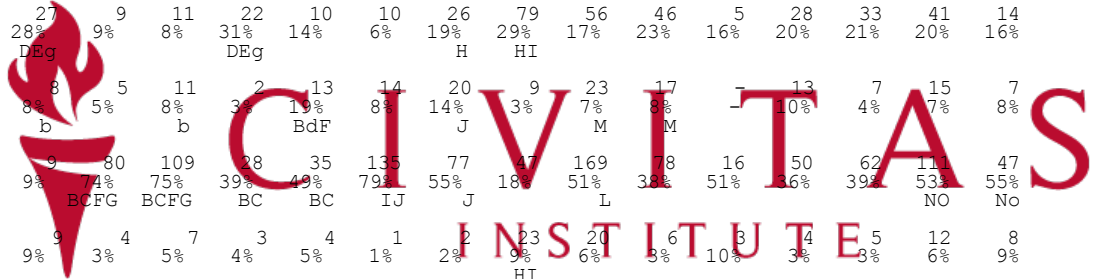 27 9 11 22 10 10 26 79 56 46 5 28 33 41 14
28% 9% 8% 31% 14% 6% 19% 29% 17% 23% 16% 20% 21% 20% 16%
DEg DEg H HI
8 5 11 2 13 14 20 9 23 17 - 13 7 15 7
8% 5% 8% 3% 19% 8% 14% 3% 7% 8% - 10% 4% 7% 8%
b b BdF J M M
CIVITAS
9 80 109 28 35 135 77 47 169 78 16 50 62 111 47
9% 74% 75% 39% 49% 79% 55% 18% 51% 38% 51% 36% 39% 53% 55%
BCFG BCFG BC BC IJ J L NO No
INSTITUTE
9 4 7 3 4 1 2 23 20 6 3 4 5 12 8
9% 3% 5% 4% 5% 1% 2% 9% 6% 3% 10% 3% 3% 6% 9%
HI